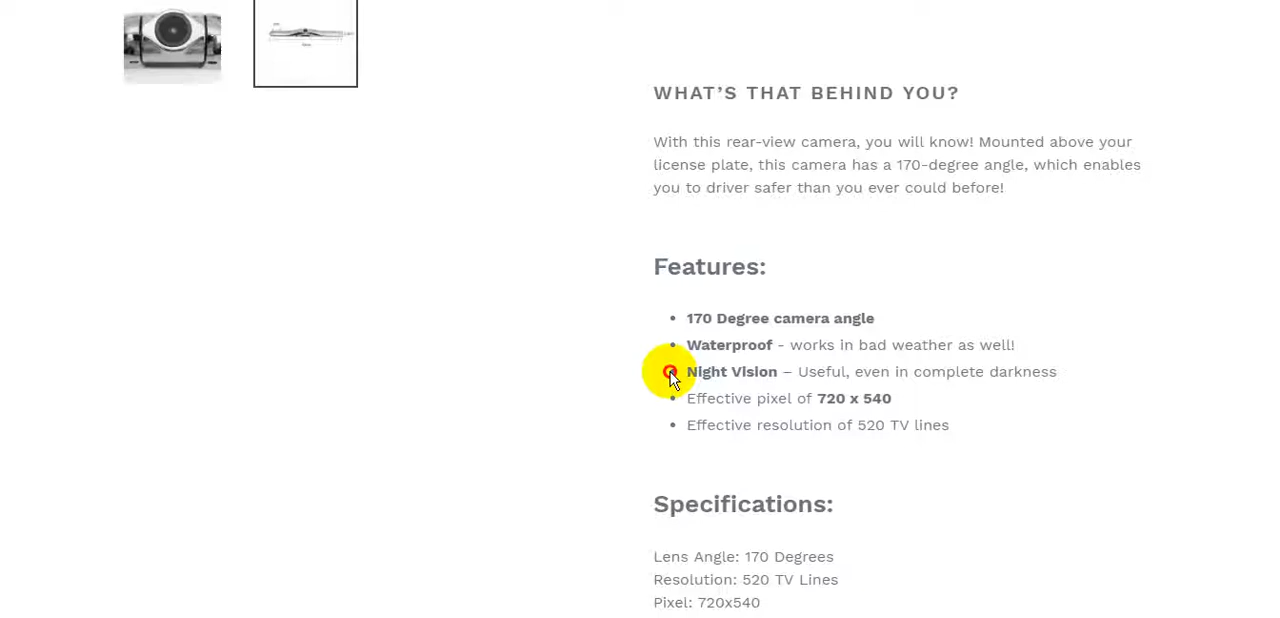 WHAT’S THAT BEHIND YOU?
With this rear-view camera, you will know! Mounted above your
license plate, this camera has a 170-degree angle, which enables
you to driver safer than you ever could before!
Features:
• 170 Degree camera angle
• Waterproof - works in bad weather as well!
• Night Vision – Useful, even in complete darkness
• Effective pixel of 720 x 540
• Effective resolution of 520 TV lines
Specifications:
Lens Angle: 170 Degrees
Resolution: 520 TV Lines
Pixel: 720x540